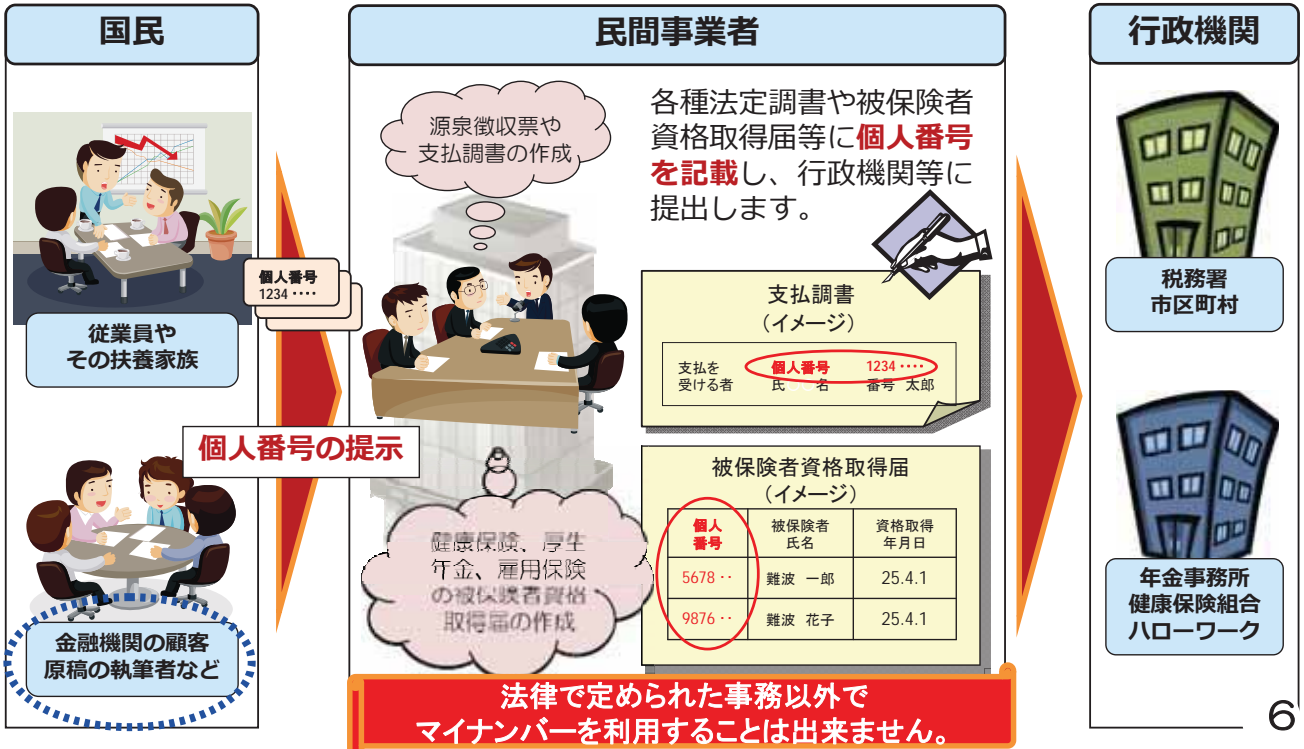 国民
従業員や
その扶養家族
金融機関の顧客
原稿の執筆者など
個人番号
1234 ‥‥
個人番号の提示
民間事業者
源泉徴収票や
支払調書の作成
健康保険、厚生
年金、雇用保険
の被保険者資格
取得届の作成
各種法定調書や被保険者
資格取得届等に個人番号
を記載し、行政機関等に
提出します。
支払調書
（イメージ）
支払を
受ける者
個人番号 1234 ‥‥
氏 名 番号 太郎
被保険者資格取得届
（イメージ）
個人
番号
被保険者
氏名
資格取得
年月日
5678 ‥ 難波 一郎 25.4.1
9876 ‥ 難波 花子 25.4.1
法律で定められた事務以外で
マイナンバーを利用することは出来ません。
行政機関
税務署
市区町村
年金事務所
健康保険組合
ハローワーク
6